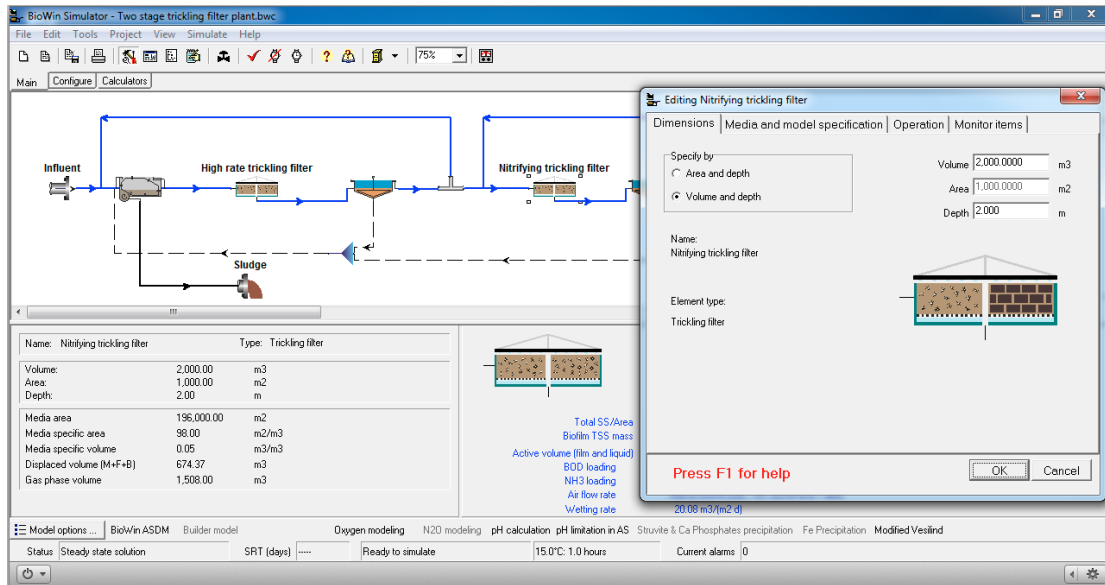 BioWin Simulator - Two stage trickling filter plant.bwc
File Edit Tools Project View Simulate Help
75%
Main Configure Calculators
Influent
High rate trickling filter
Nitrifying trickling filter
Sludge
Name: Nitrifying trickling filter Type: Trickling filter
Volume: 2,000.00 m3
Area: 1,000.00 m2
Depth: 2.00 m
Media area 196,000.00 m2
Media specific area 98.00 m2/m3
Media specific volume 0.05 m3/m3
Displaced volume (M+F+B) 674.37 m3
Gas phase volume 1,508.00 m3
Total SS/Area
Biofilm TSS mass
Active volume (film and liquid)
BOD loading
NH3 loading
Air flow rate
Wetting rate 20.08 m3/(m2 d)
Editing Nitrifying trickling filter
Dimensions Media and model specification Operation Monitor items
Specify by
Area and depth
Volume and depth
Volume 2,000.0000 m3
Area 1,000.0000 m2
Depth 2.000 m
Name:
Nitrifying trickling filter
Element type:
Trickling filter
Press F1 for help
OK Cancel
Model options ... BioWin ASDM Builder model Oxygen modeling N2O modeling pH calculation pH limitation in AS Struvite & Ca Phosphates precipitation Fe Precipitation Modified Vesilind
Status Steady state solution SRT (days) ----- Ready to simulate 15.0°C: 1.0 hours Current alarms 0